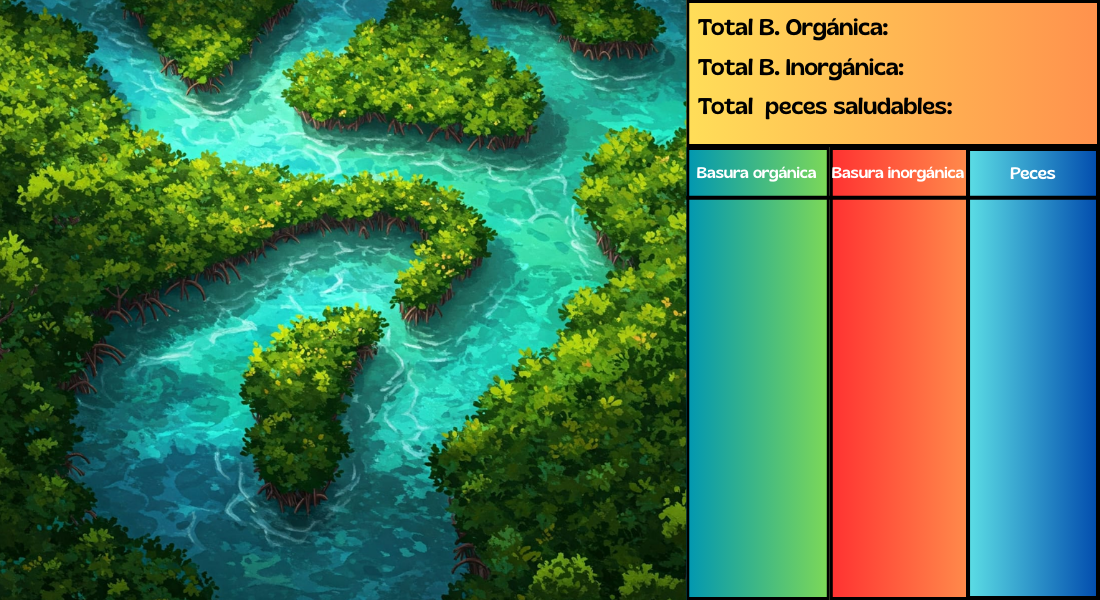 Total B. Orgánica:
Total B. Inorgánica:
Total peces saludables:
Basura orgánica
Basura inorgánica
Peces